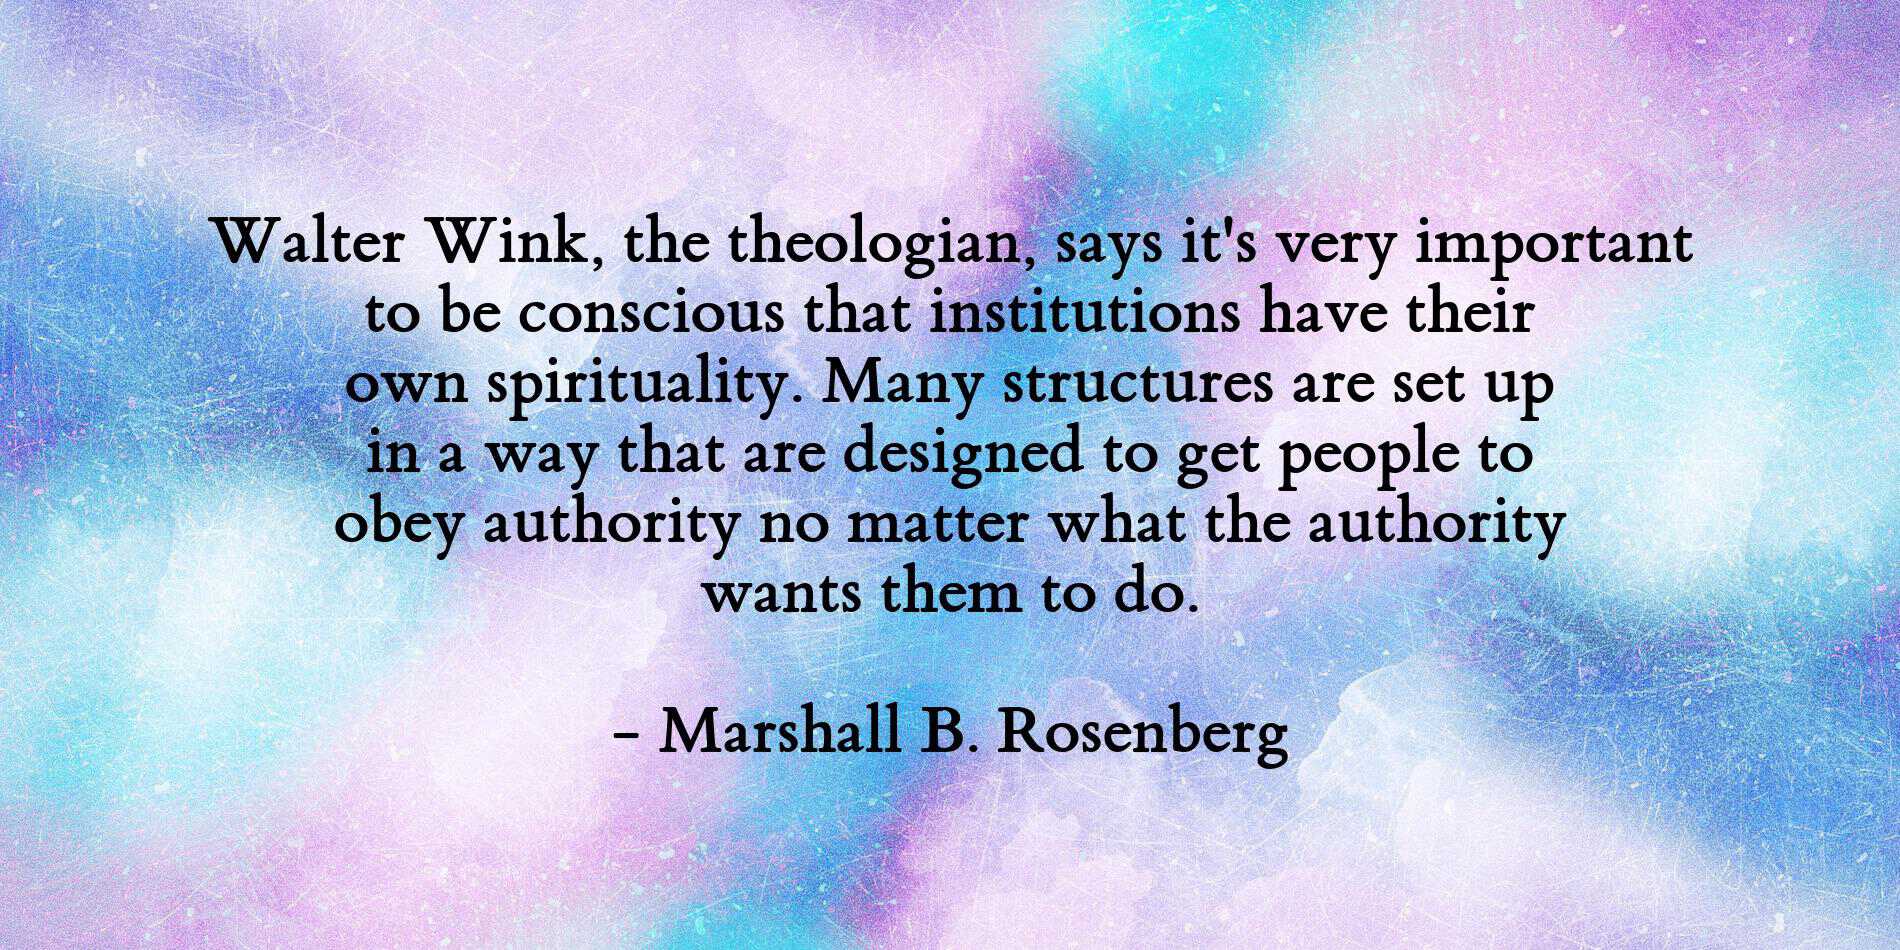 Walter Wink, the theologian, says it's very important
to be conscious that institutions have their
own spirituality. Many structures are set up
in a way that are designed to get people to
obey authority no matter what the authority
wants them to do.
- Marshall B. Rosenberg